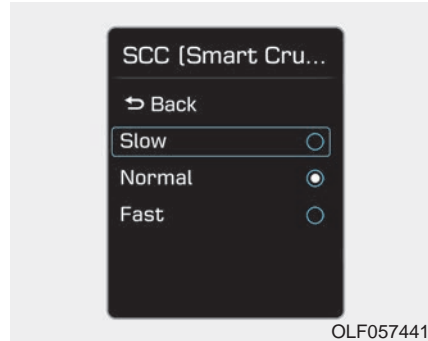 SCC (Smart Cru...
Back
Slow
Normal
Fast
OLF057441